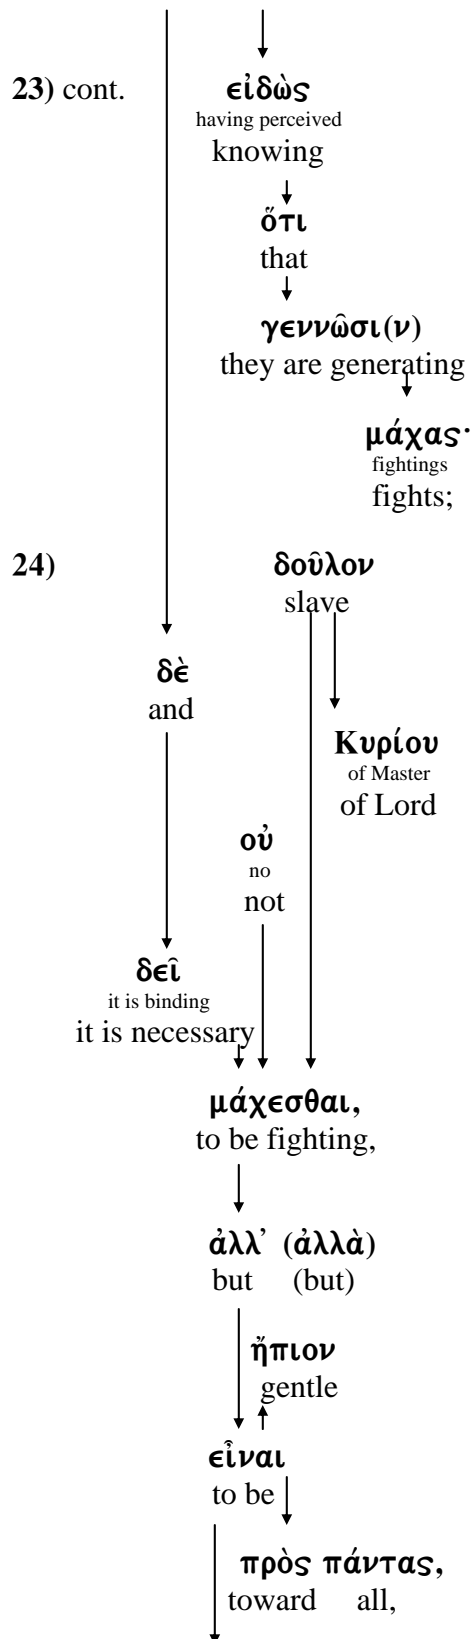 23) cont. εἰδὼς
having perceived
knowing
ὅτι
that
γεννῶσι(ν)
they are generating
μάχας·
fightings
fights;
24) δοῦλον
slave
δὲ
and
Κυρίου
of Master
of Lord
οὐ
no
not
δεῖ
it is binding
it is necessary
μάχεσθαι,
to be fighting,
ἀλλ’ (ἀλλὰ)
but (but)
ἤπιον
gentle
εἶναι
to be
πρὸς πάντας,
toward all,